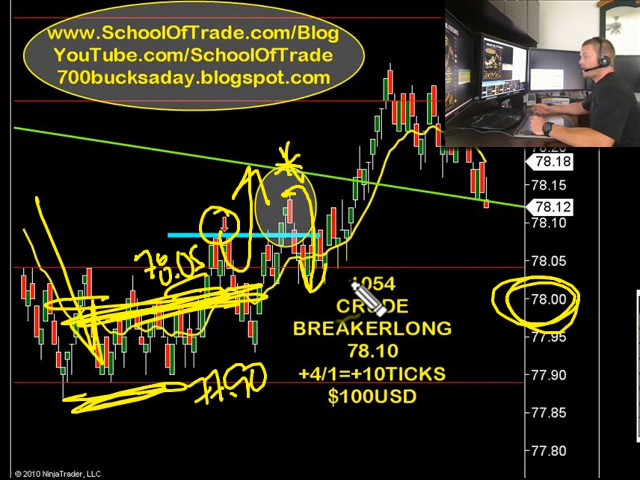 www.SchoolOfTrade.com/Blog
YouTube.com/SchoolOfTrade
700bucksaday.blogspot.com
78.18
78.15
78.12
78.10
78.05
78.00
77.95
77.90
77.85
77.80
77.90
1054
CRUDE
BREAKERLONG
78.10
+4/1=+10TICKS
$100USD
© 2010 NinjaTrader, LLC